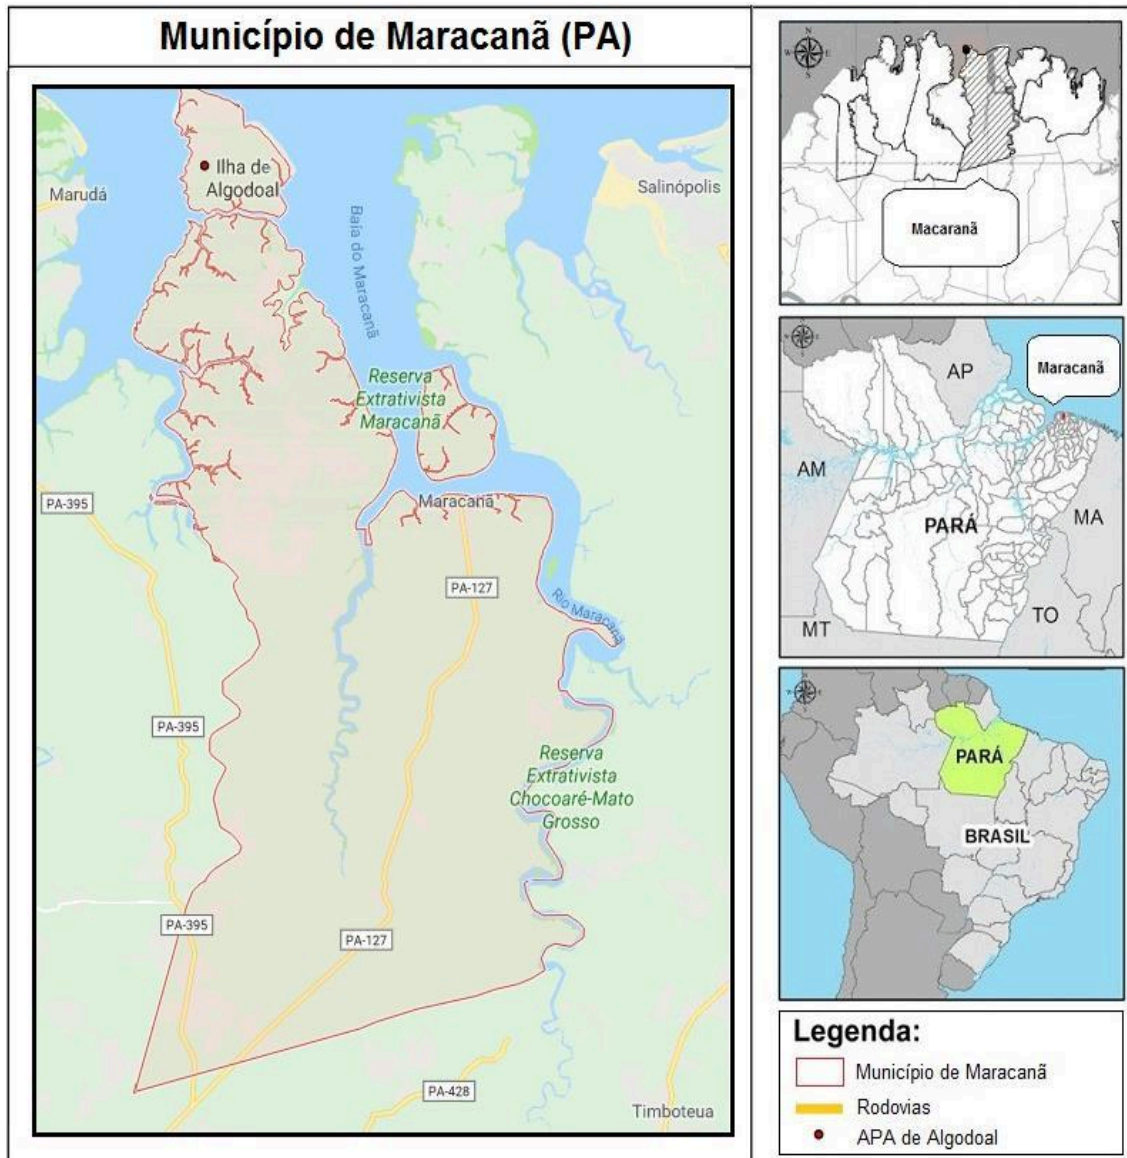 Município de Maracanã (PA)
Ilha de
Algodoal
Marudá
Salinópolis
Baía do Maracanã
Reserva
Extrativista
Maracanã
PA-395
Maracanã
PA-127
Rio Maracanã
PA-395
Reserva
Extrativista
Chocoaré-Mato
Grosso
PA-395
PA-127
PA-428
Timboteua
N
W
E
S
Macaranã
AP
Maracanã
AM
PARÁ
MA
TO
MT
PARÁ
BRASIL
Legenda:
Município de Maracanã
Rodovias
APA de Algodoal